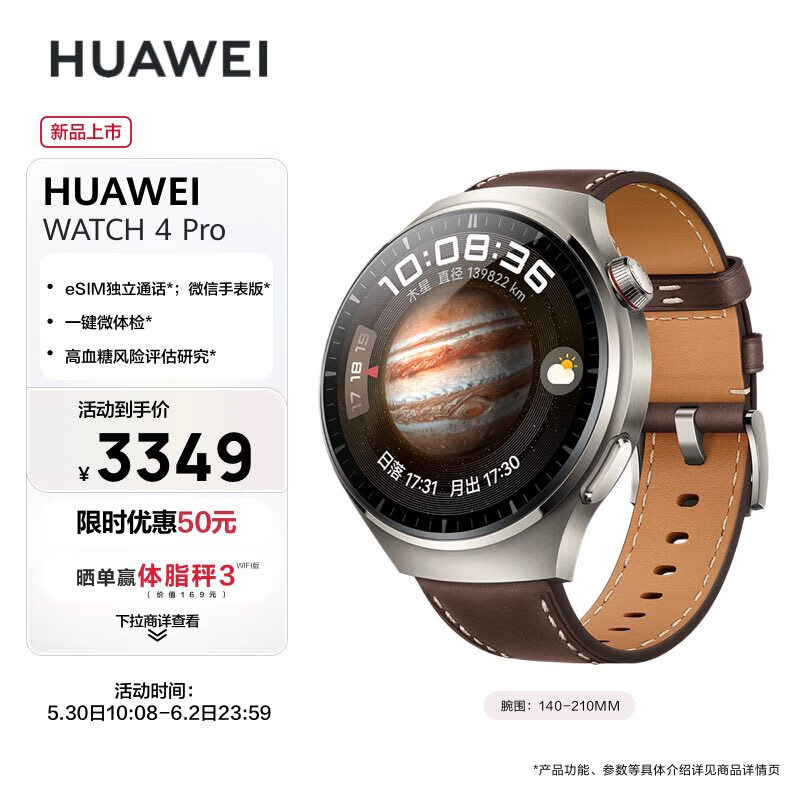 HUAWEI
新品上市
HUAWEI
WATCH 4 Pro
• eSIM独立通话*；微信手表版*
• 一键微体检*
• 高血糖风险评估研究*
活动到手价
¥3349
限时优惠50元
晒单赢体脂秤3WIFI版
（价值169元）
下拉商详查看
活动时间：
5.30日10:08-6.2日23:59
10:08:36
木星 直径 139822 km
17 18 19
日落 17:31 月出 17:30
腕围：140-210MM
*产品功能、参数等具体介绍详见商品详情页